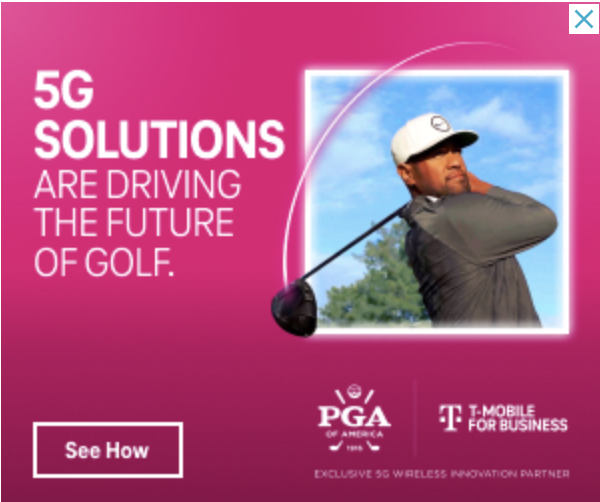 5G
SOLUTIONS
ARE DRIVING
THE FUTURE
OF GOLF.
See How
PGA
OF AMERICA
1916
T-MOBILE
FOR BUSINESS
EXCLUSIVE 5G WIRELESS INNOVATION PARTNER